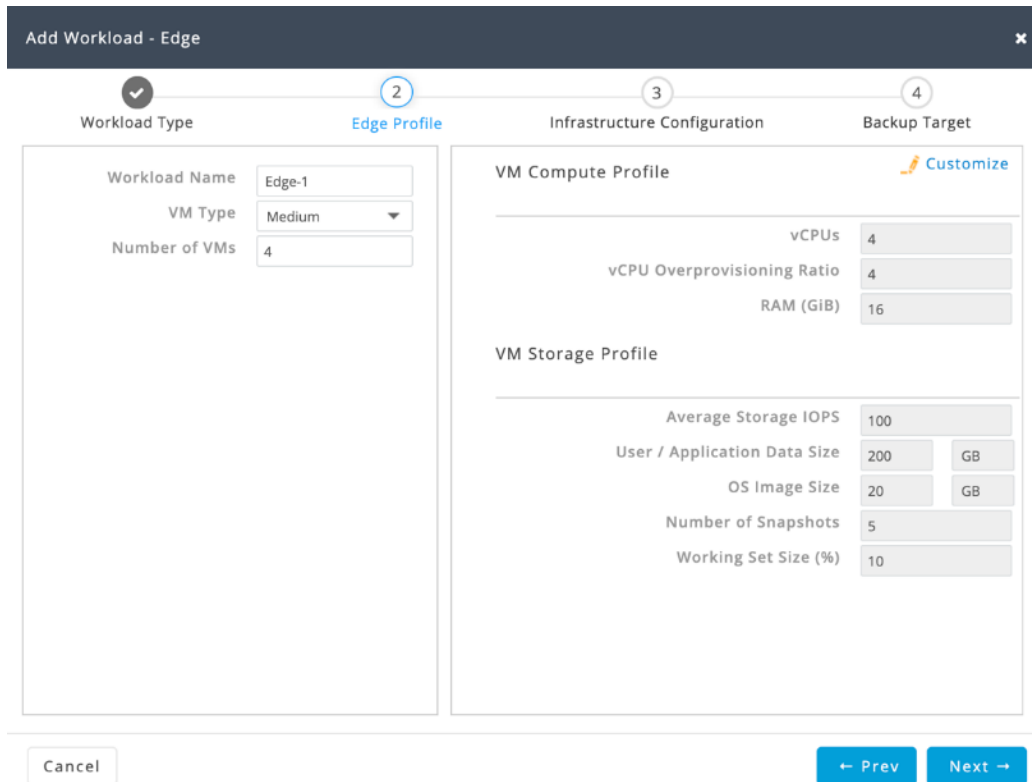 Add Workload - Edge
2
3
4
Workload Type
Edge Profile
Infrastructure Configuration
Backup Target
Workload Name Edge-1
VM Type Medium
Number of VMs 4
VM Compute Profile
Customize
vCPUs 4
vCPU Overprovisioning Ratio 4
RAM (GiB) 16
VM Storage Profile
Average Storage IOPS 100
User / Application Data Size 200 GB
OS Image Size 20 GB
Number of Snapshots 5
Working Set Size (%) 10
Cancel
← Prev
Next →